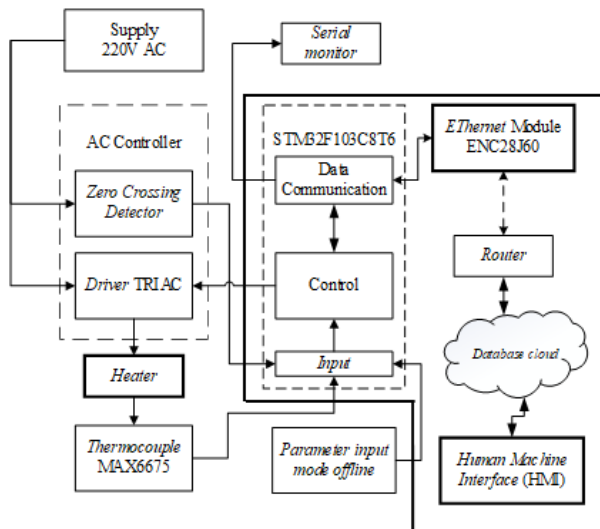 Supply
220V AC
Serial
monitor
AC Controller
STM32F103C8T6
EThernet Module
ENC28J60
Data
Communication
Zero Crossing
Detector
Router
Driver TRIAC
Control
Database cloud
Input
Heater
Thermocouple
MAX6675
Parameter input
mode offline
Human Machine
Interface (HMI)